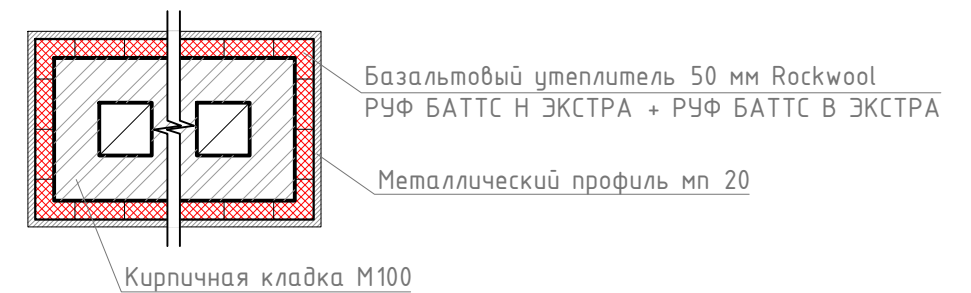 Базальтовый утеплитель 50 мм Rockwool
РУФ БАТТС Н ЭКСТРА + РУФ БАТТС В ЭКСТРА
Металлический профиль мп 20
Кирпичная кладка М100